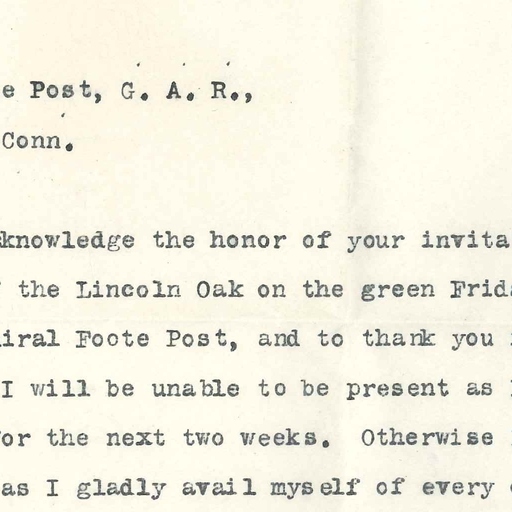 e Post, G. A. R.,
Conn.
knowledge the honor of your invita
the Lincoln Oak on the green Frid
iral Foote Post, and to thank you
I will be unable to be present as
for the next two weeks. Otherwise
as I gladly avail myself of every